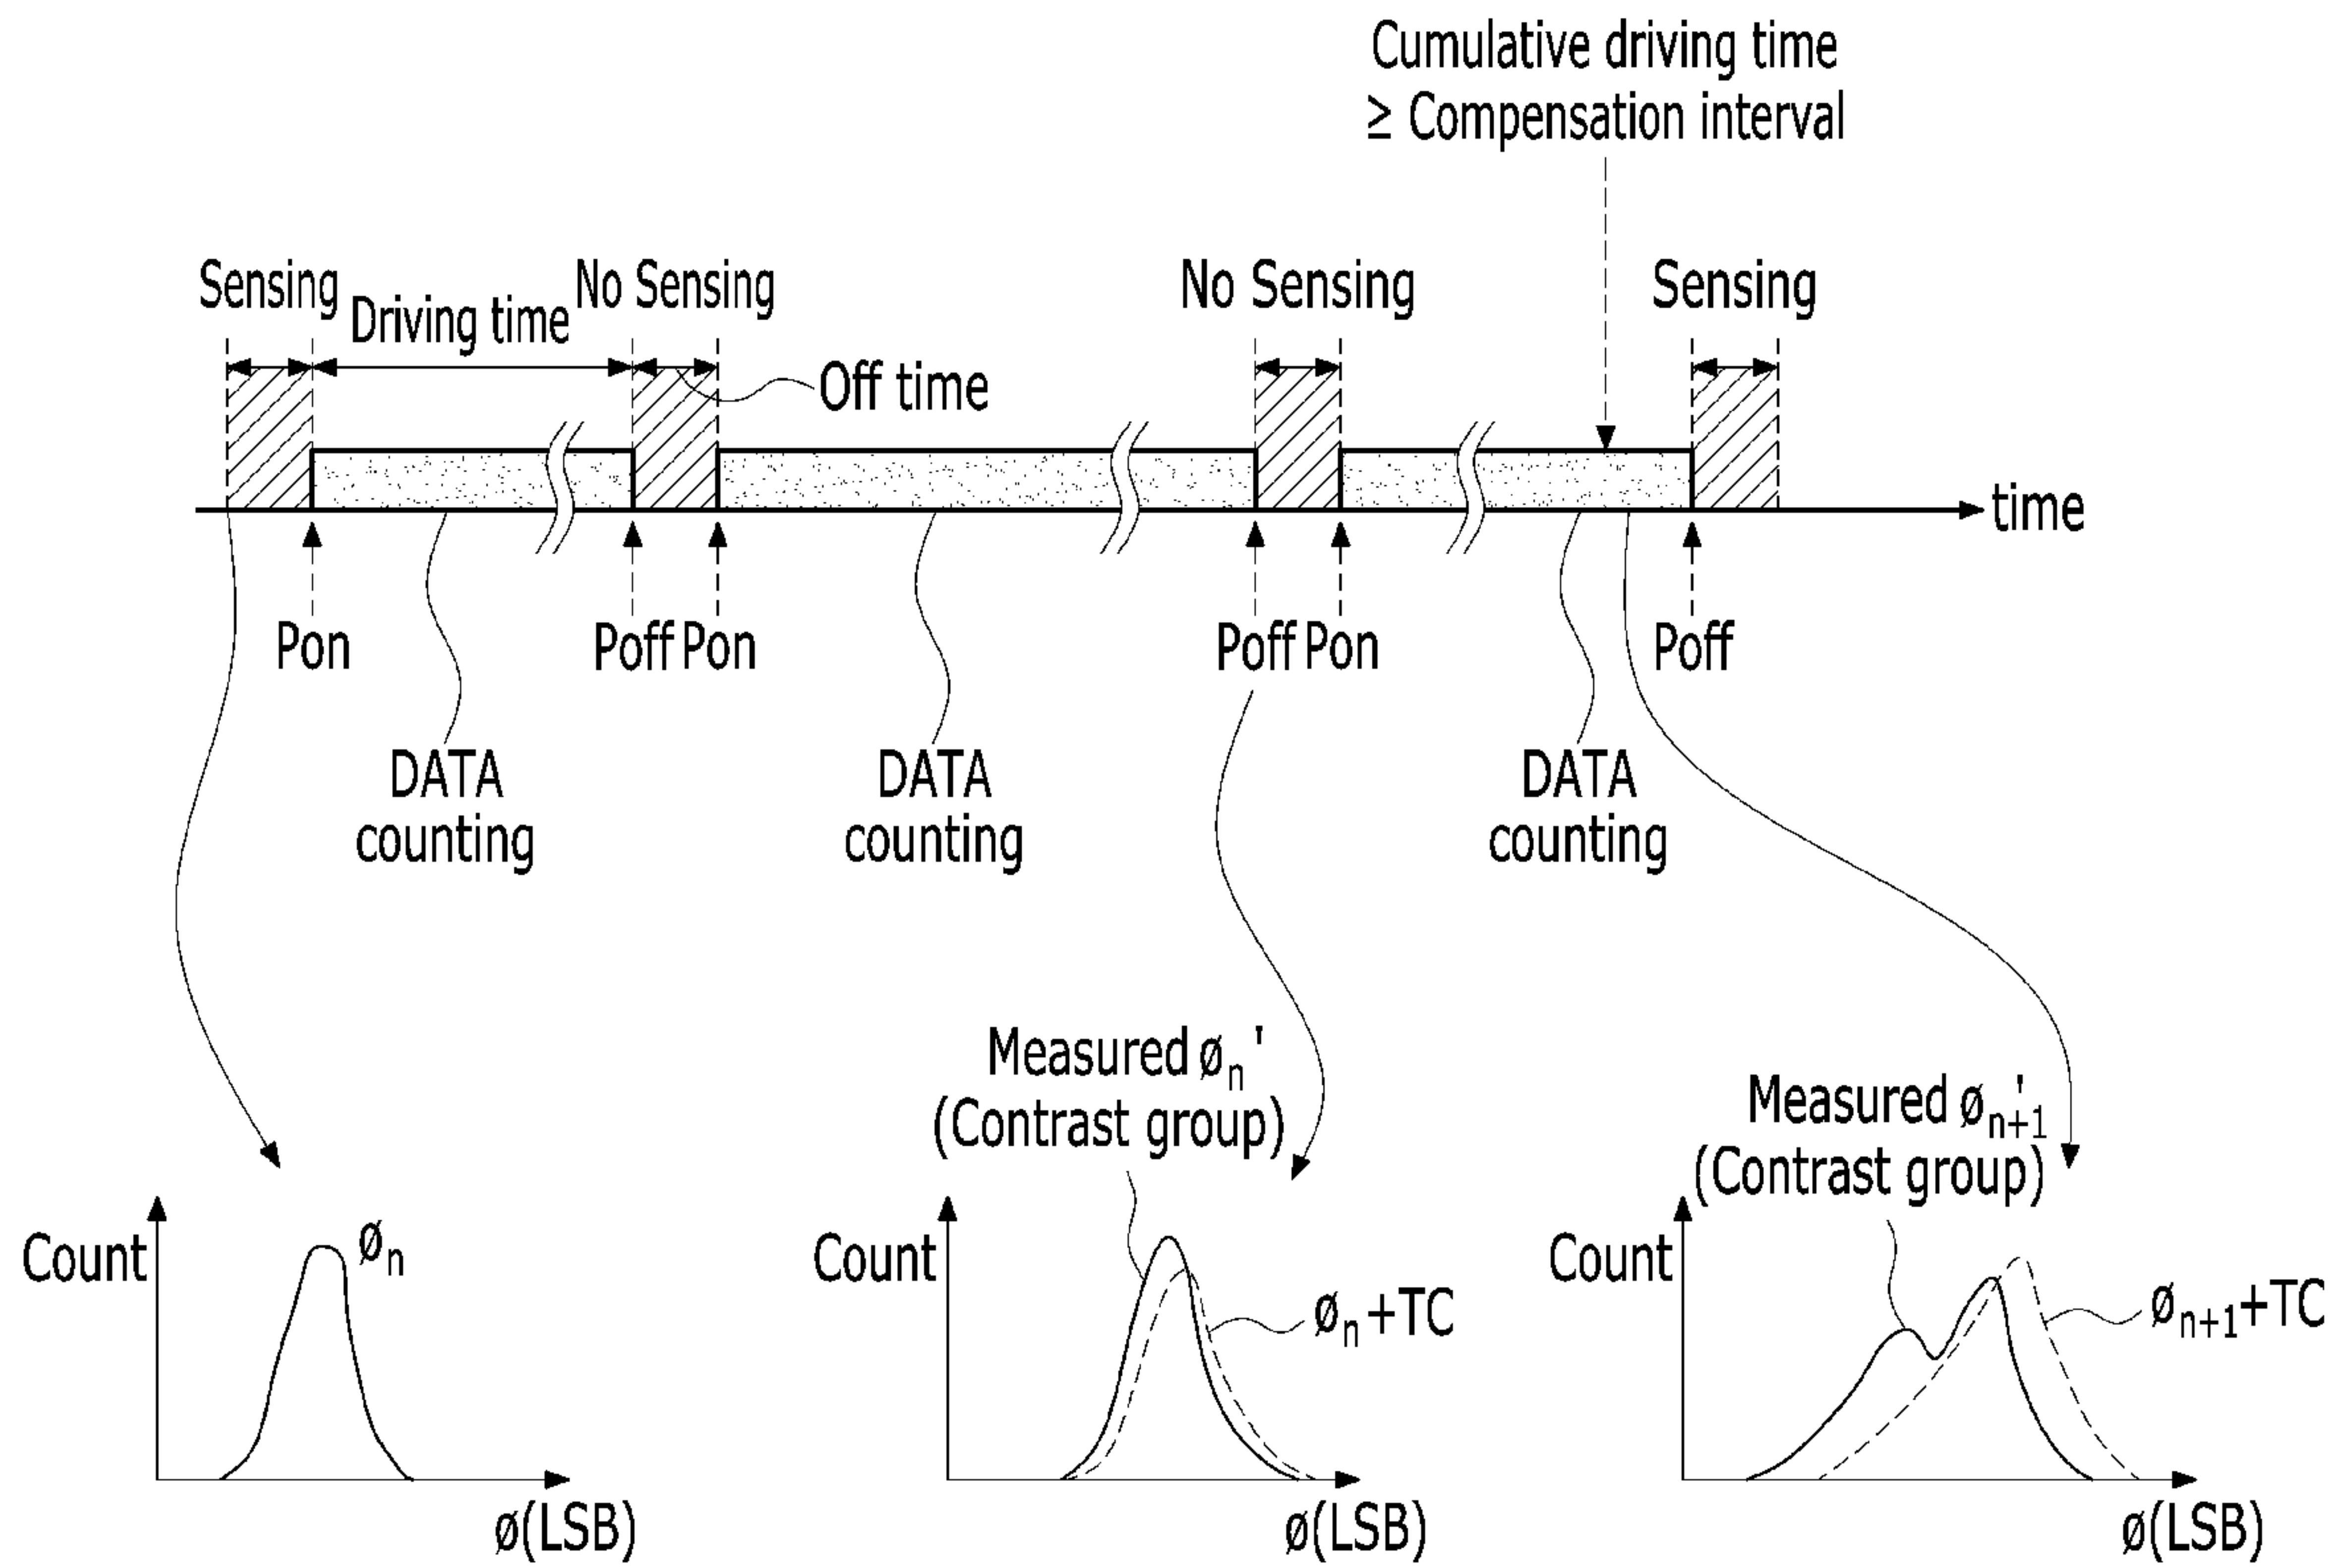 Cumulative driving time
≥ Compensation interval
Sensing
Driving time
No Sensing
Off time
No Sensing
Sensing
time
Pon
Poff
Pon
Poff
Pon
Poff
DATA
counting
DATA
counting
DATA
counting
Measured øn'
(Contrast group)
Measured øn+1'
(Contrast group)
Count
øn
ø(LSB)
Count
øn+TC
ø(LSB)
Count
øn+1+TC
ø(LSB)